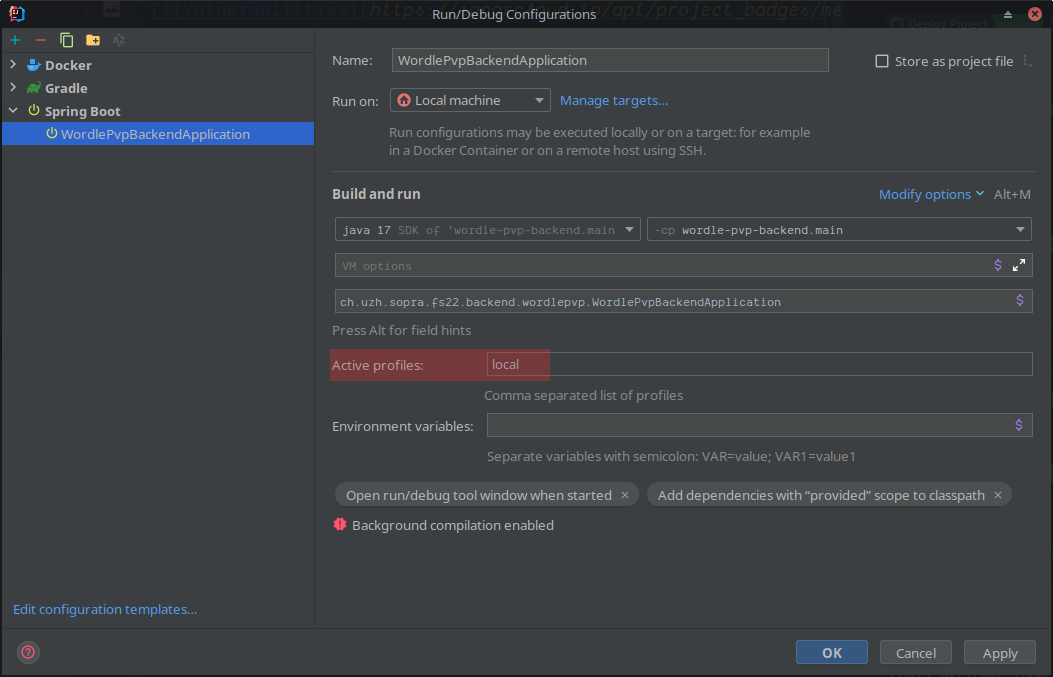 Run/Debug Configurations
Docker
Gradle
Spring Boot
WordlePvpBackendApplication
Edit configuration templates...
Name: WordlePvpBackendApplication
Store as project file
Run on: Local machine Manage targets...
Run configurations may be executed locally or on a target: for example
in a Docker Container or on a remote host using SSH.
Build and run
Modify options Alt+M
java 17 SDK of 'wordle-pvp-backend.main -cp wordle-pvp-backend.main
VM options
ch.uzh.sopra.fs22.backend.wordlepvp.WordlePvpBackendApplication
Press Alt for field hints
Active profiles: local
Comma separated list of profiles
Environment variables:
Separate variables with semicolon: VAR=value; VAR1=value1
Open run/debug tool window when started × Add dependencies with “provided” scope to classpath ×
Background compilation enabled
OK Cancel Apply